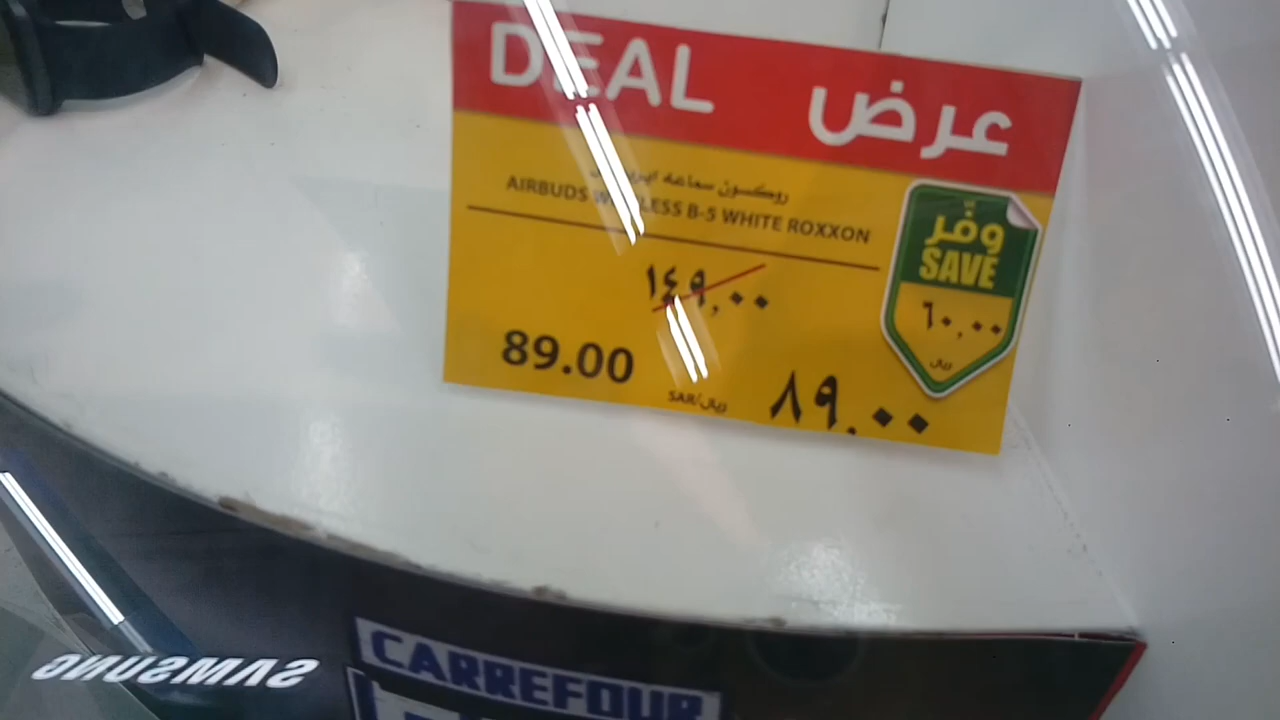 DEAL عرض
روكسون سماعة
AIRBUDS WIRELESS B-5 WHITE ROXXON
١٤٩,٠٠
وفر
SAVE
٦٠,٠٠
ريال
89.00
SAR/ريال
٨٩,٠٠
CARREFOUR
SAMSUNG